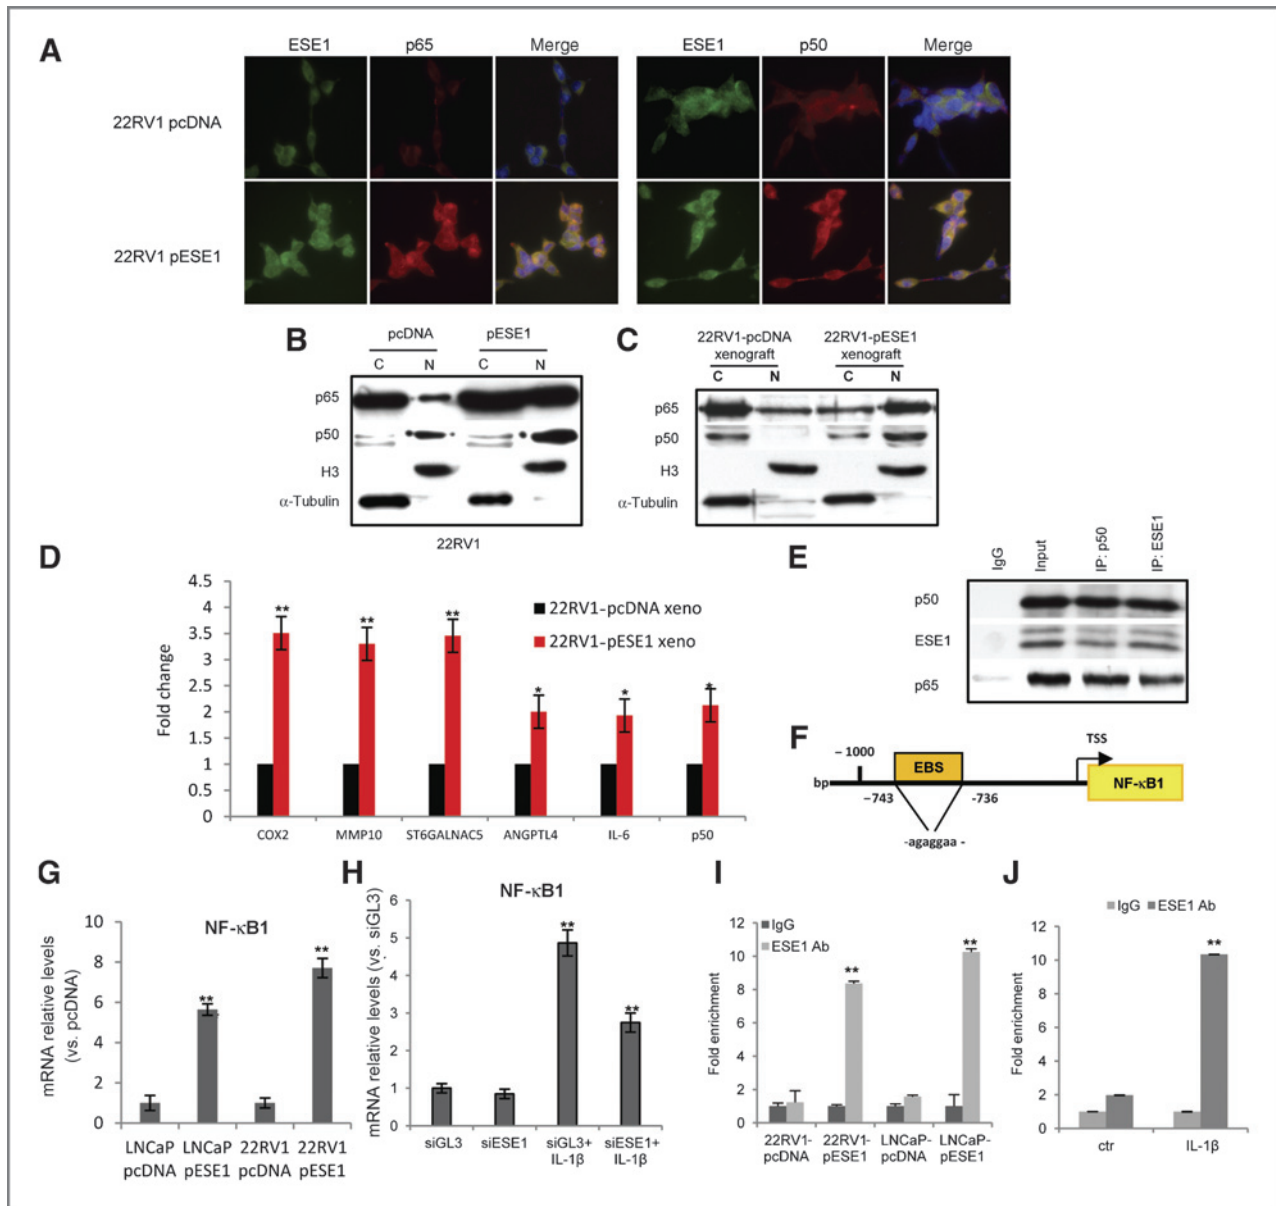 A
ESE1 p65 Merge ESE1 p50 Merge
22RV1 pcDNA
22RV1 pESE1
B
pcDNA pESE1
C N C N
p65
p50
H3
α-Tubulin
22RV1
C
22RV1-pcDNA xenograft 22RV1-pESE1 xenograft
C N C N
p65
p50
H3
α-Tubulin
D
Fold change
4.5
4
3.5
3
2.5
2
1.5
1
0.5
0
** ** ** * * *
22RV1-pcDNA xeno
22RV1-pESE1 xeno
COX2 MMP10 ST6GALNAC5 ANGPTL4 IL-6 p50
E
IgG Input IP: p50 IP: ESE1
p50
ESE1
p65
F
bp
– 1000
EBS
–743 -736
-agaggaa -
TSS
NF-κB1
G
NF-κB1
mRNA relative levels
(vs. pcDNA)
10
8
6
4
2
0
** **
LNCaP pcDNA LNCaP pESE1 22RV1 pcDNA 22RV1 pESE1
H
NF-κB1
mRNA relative levels (vs. siGL3)
6
5
4
3
2
1
0
** **
siGL3 siESE1 siGL3+ IL-1β siESE1+ IL-1β
I
Fold enrichment
12
10
8
6
4
2
0
IgG
ESE1 Ab
** **
22RV1-pcDNA 22RV1-pESE1 LNCaP-pcDNA LNCaP-pESE1
J
IgG ESE1 Ab
Fold enrichment
12
10
8
6
4
2
0
**
ctr IL-1β